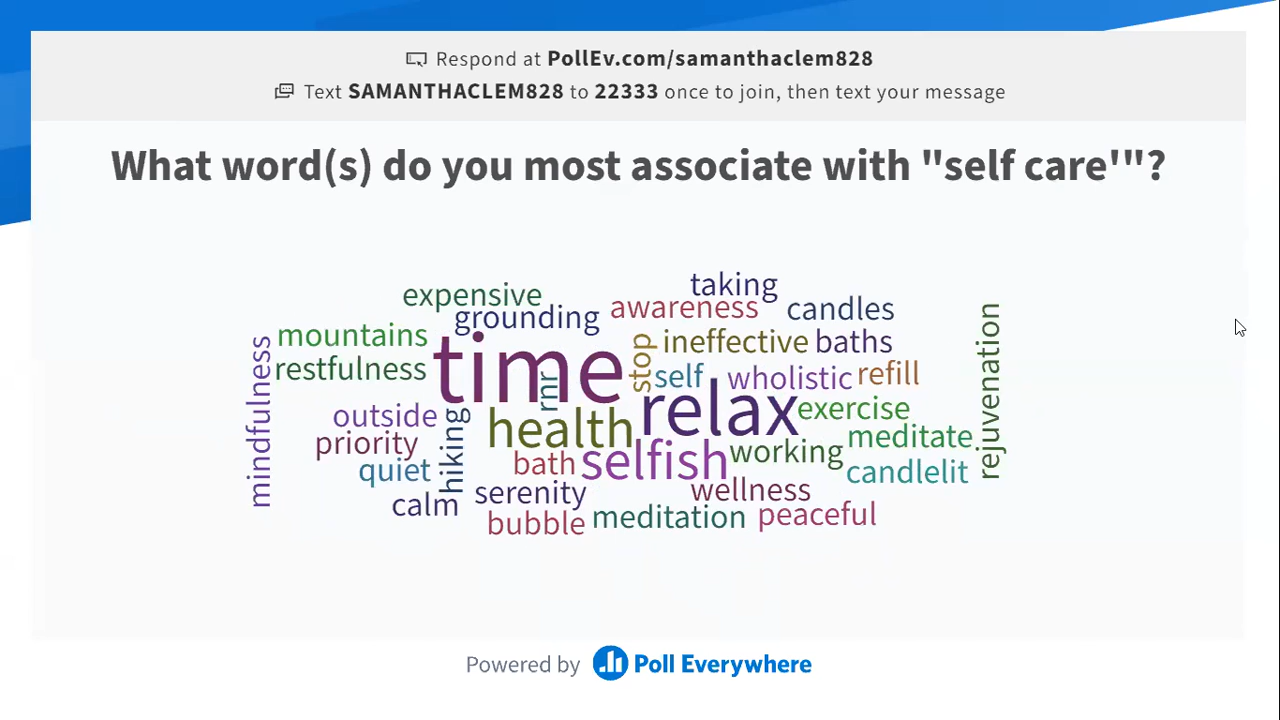 Respond at PollEv.com/samanthaclem828
Text SAMANTHACLEM828 to 22333 once to join, then text your message
What word(s) do you most associate with "self care'"?
taking
expensive
awareness
candles
grounding
mountains
stop
ineffective
baths
rejuvenation
mindfulness
restfulness
time
self
wholistic
refill
rnr
outside
relax
exercise
priority
hiking
health
meditate
quiet
bath
selfish
working
candlelit
calm
serenity
wellness
bubble
meditation
peaceful
Powered by Poll Everywhere